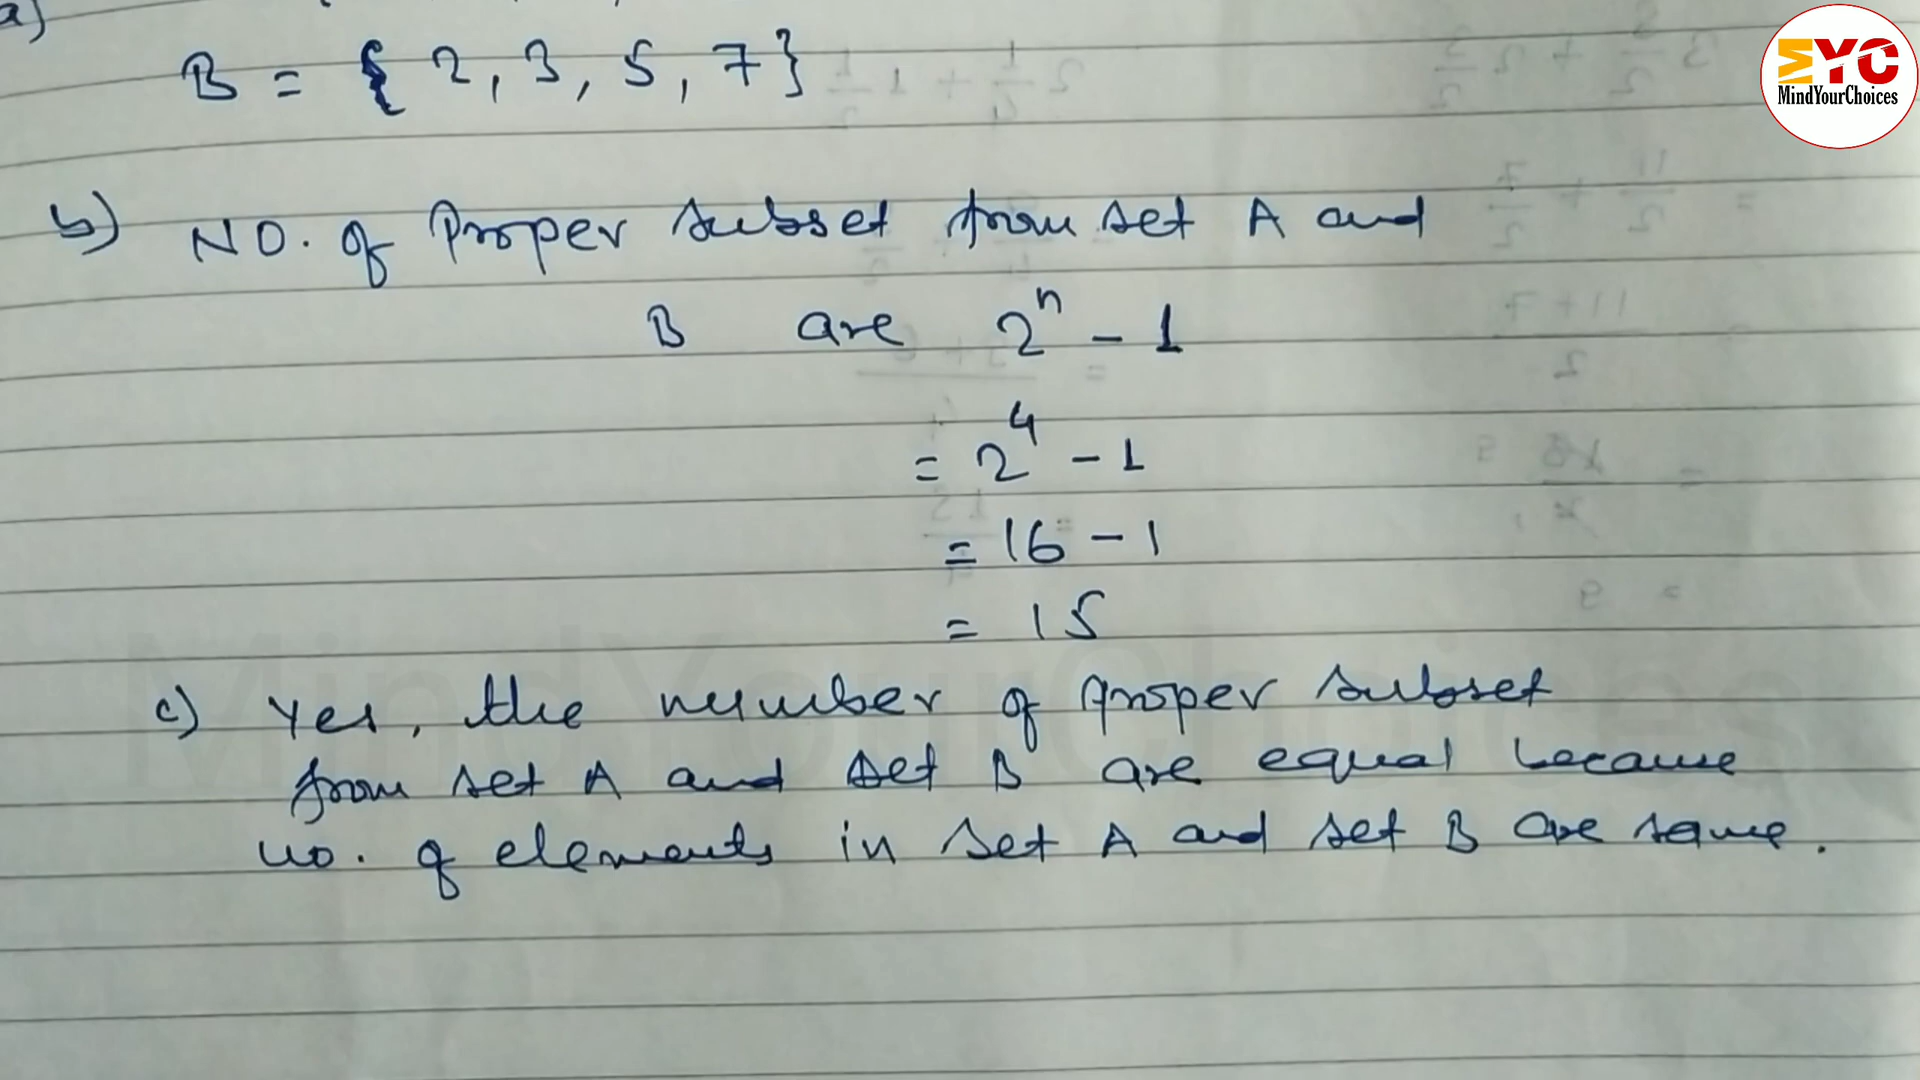 a)
B = { 2, 3, 5, 7}
b) NO. of Proper subset from set A and
B are 2ⁿ - 1
= 2⁴ - 1
= 16 - 1
= 15
c) Yes, the number of proper subset
from set A and set B are equal because
no. of elements in set A and set B are same.
MYC
MindYourChoices
MindYourChoices